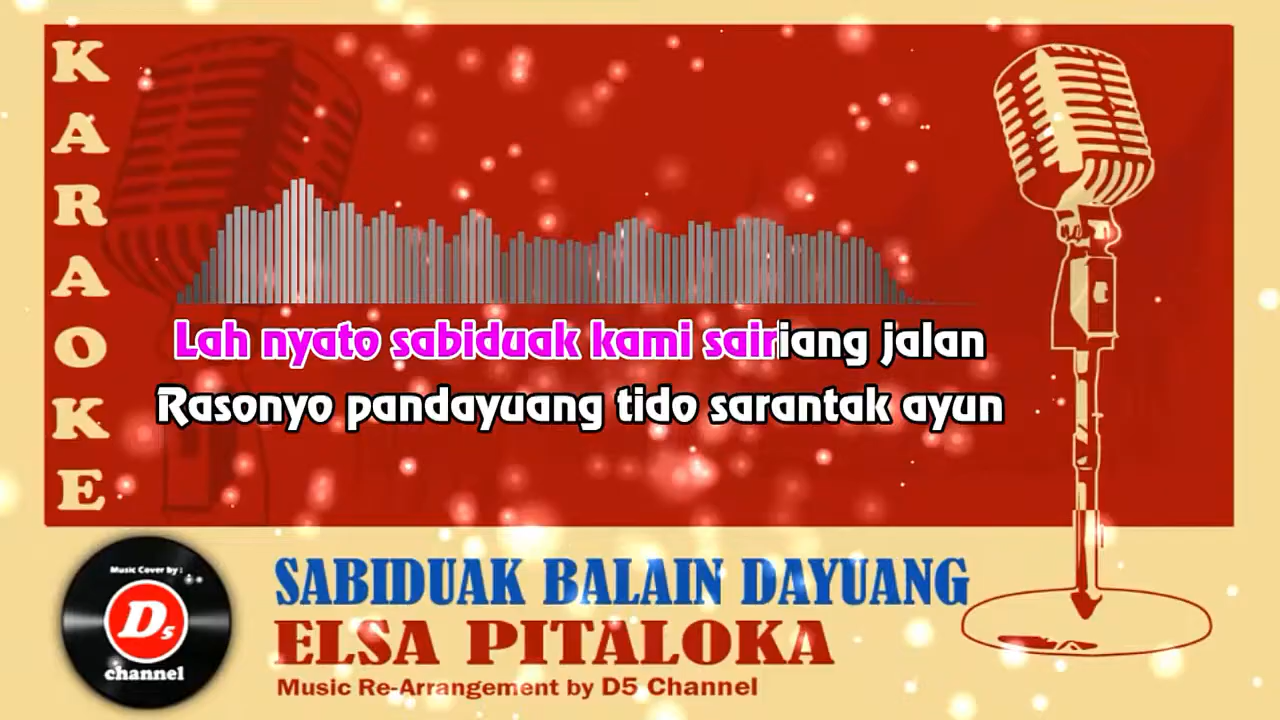 KARAOKE
Lah nyato sabiduak kami sairiang jalan
Rasonyo pandayuang tido sarantak ayun
Music Cover by :
D5
channel
SABIDUAK BALAIN DAYUANG
ELSA PITALOKA
Music Re-Arrangement by D5 Channel